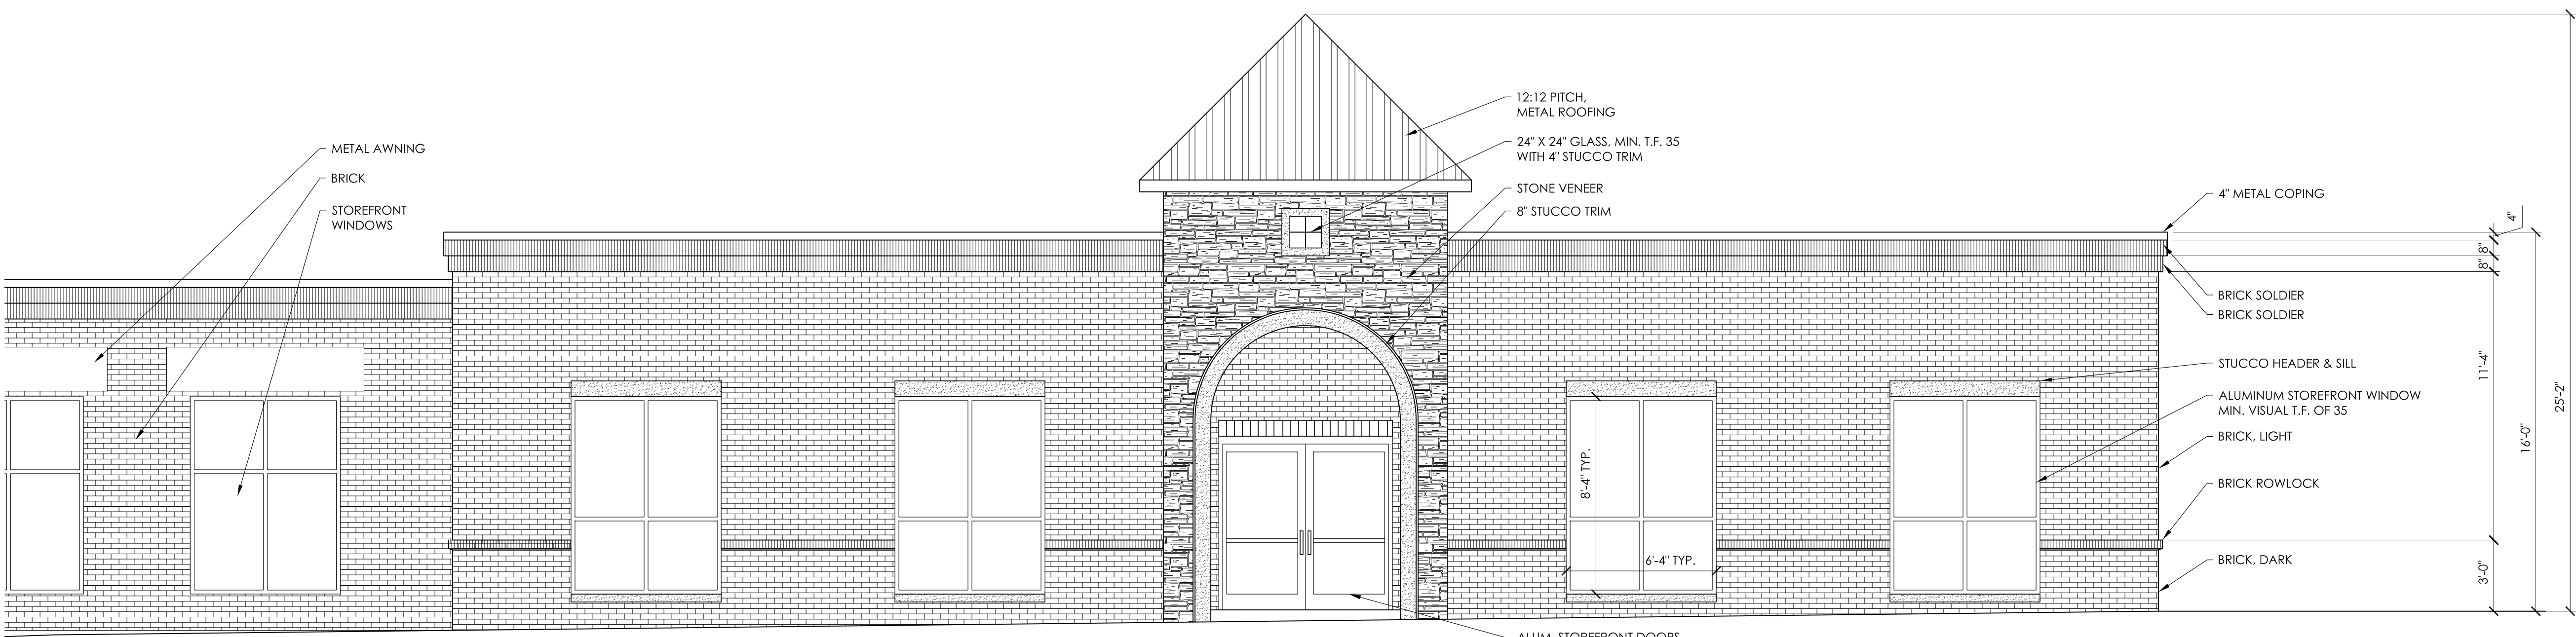 METAL AWNING
BRICK
STOREFRONT
WINDOWS
12:12 PITCH,
METAL ROOFING
24" X 24" GLASS, MIN. T.F. 35
WITH 4" STUCCO TRIM
STONE VENEER
8" STUCCO TRIM
4" METAL COPING
BRICK SOLDIER
BRICK SOLDIER
STUCCO HEADER & SILL
ALUMINUM STOREFRONT WINDOW
MIN. VISUAL T.F. OF 35
BRICK, LIGHT
BRICK ROWLOCK
BRICK, DARK
8'-4" TYP.
6'-4" TYP.
4"
8"
8"
11'-4"
3'-0"
16'-0"
25'-2"
ALUM. STOREFRONT DOORS